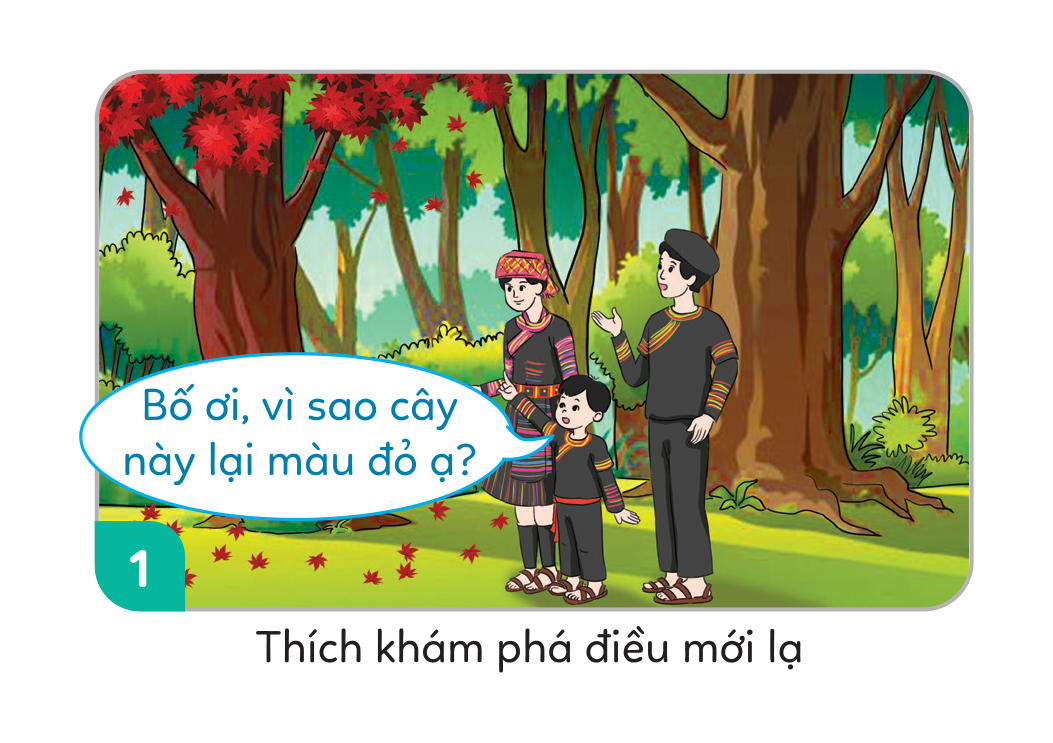 Bố ơi, vì sao cây
này lại màu đỏ ạ?
1
Thích khám phá điều mới lạ